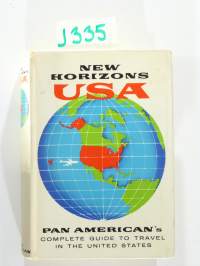 J335
NEW
HORIZONS
USA
PAN AMERICAN's
COMPLETE GUIDE TO TRAVEL
IN THE UNITED STATES